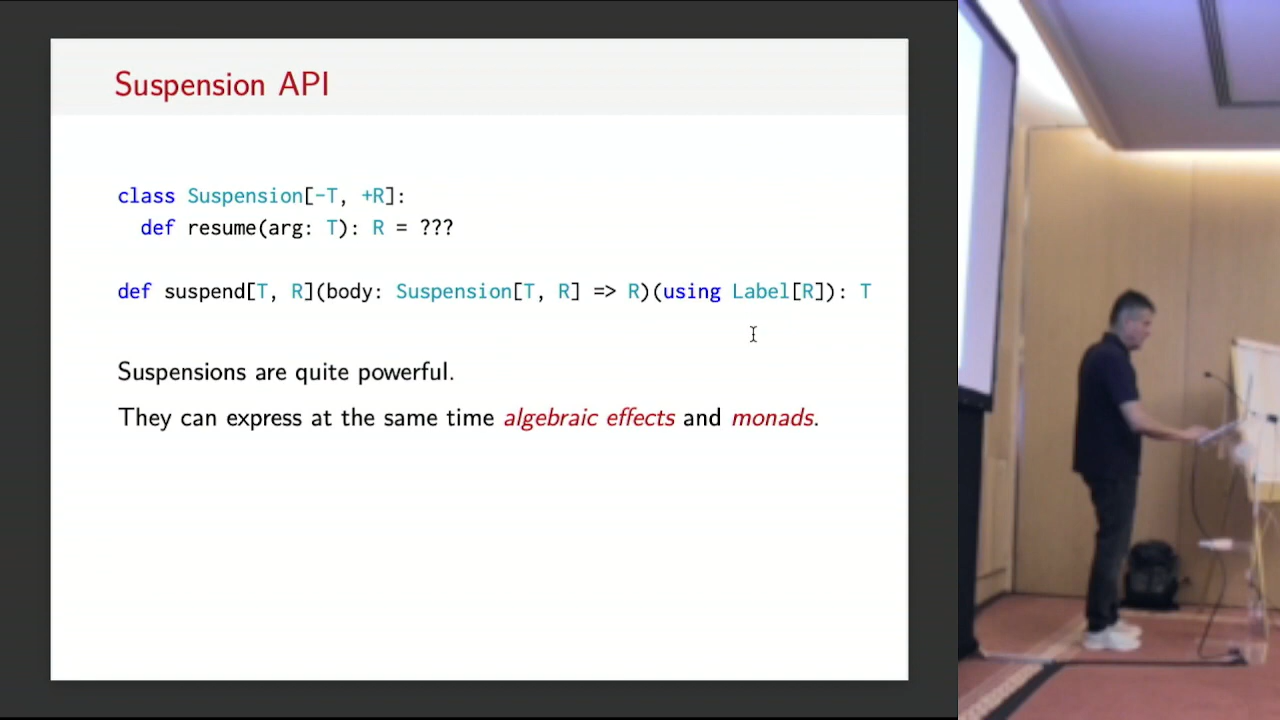 Suspension API
class Suspension[-T, +R]:
def resume(arg: T): R = ???
def suspend[T, R](body: Suspension[T, R] => R)(using Label[R]): T
Suspensions are quite powerful.
They can express at the same time algebraic effects and monads.